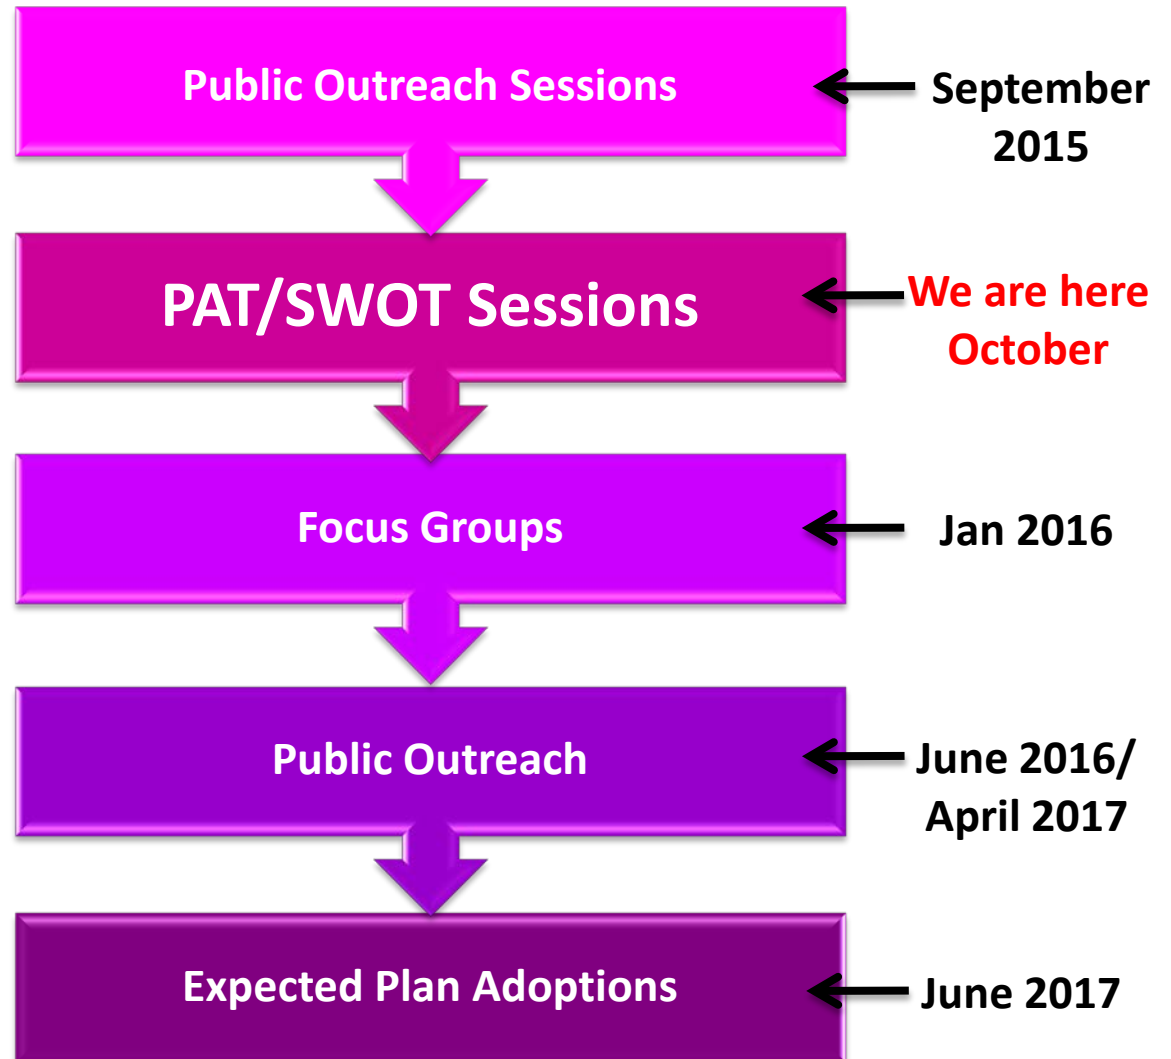 Public Outreach Sessions
September
2015
PAT/SWOT Sessions
We are here
October
Focus Groups
Jan 2016
Public Outreach
June 2016/
April 2017
Expected Plan Adoptions
June 2017